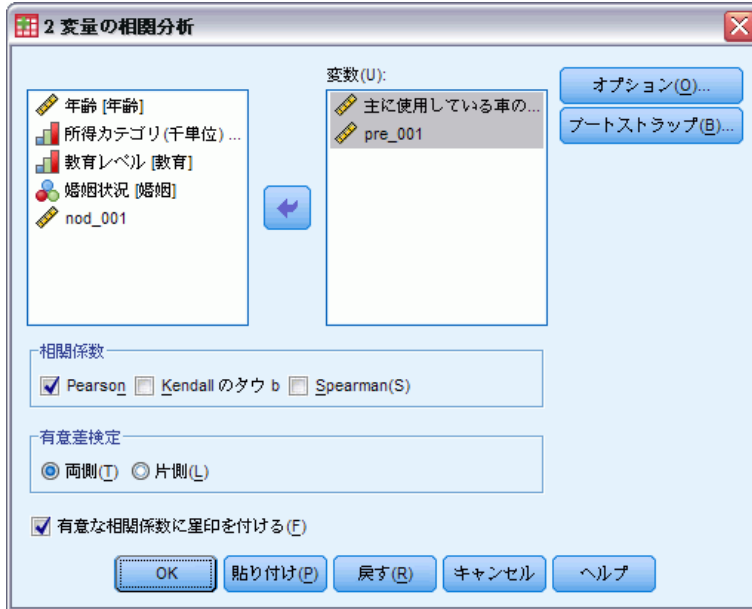 2 変量の相関分析
変数(U):
年齢 [年齢]
所得カテゴリ(千単位) ...
教育レベル [教育]
婚姻状況 [婚姻]
nod_001
主に使用している車の...
pre_001
オプション(O)...
ブートストラップ(B)...
相関係数
Pearson Kendall のタウ b Spearman(S)
有意差検定
両側(T) 片側(L)
有意な相関係数に星印を付ける(F)
OK 貼り付け(P) 戻す(R) キャンセル ヘルプ